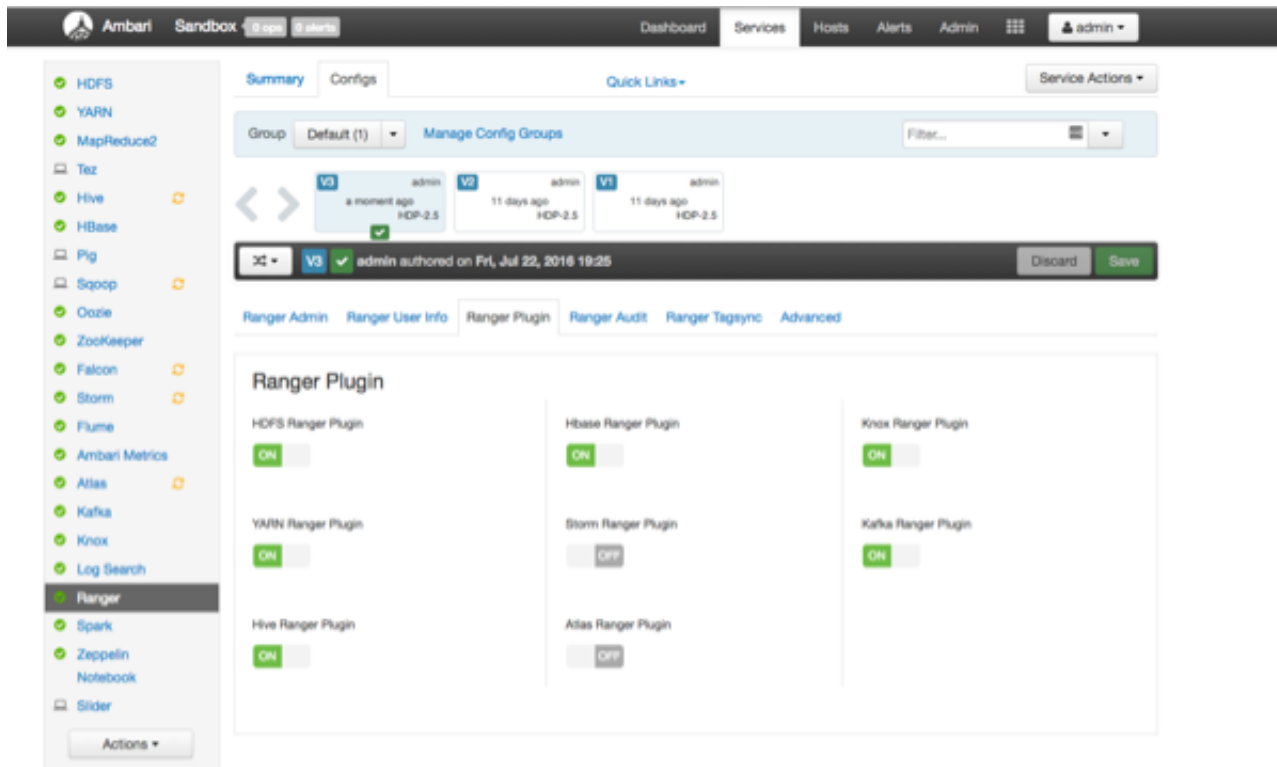 Ambari Sandbox 0 ops 0 alerts Dashboard Services Hosts Alerts Admin admin
HDFS
YARN
MapReduce2
Tez
Hive
HBase
Pig
Sqoop
Oozie
ZooKeeper
Falcon
Storm
Flume
Ambari Metrics
Atlas
Kafka
Knox
Log Search
Ranger
Spark
Zeppelin
Notebook
Slider
Actions
Summary Configs Quick Links Service Actions
Group Default (1) Manage Config Groups Filter...
V3 admin V2 admin V1 admin
a moment ago 11 days ago 11 days ago
HDP-2.5 HDP-2.5 HDP-2.5
V3 admin authored on Fri, Jul 22, 2016 19:25 Discard Save
Ranger Admin Ranger User Info Ranger Plugin Ranger Audit Ranger Tagsync Advanced
Ranger Plugin
HDFS Ranger Plugin Hbase Ranger Plugin Knox Ranger Plugin
ON ON ON
YARN Ranger Plugin Storm Ranger Plugin Kafka Ranger Plugin
ON OFF ON
Hive Ranger Plugin Atlas Ranger Plugin
ON OFF